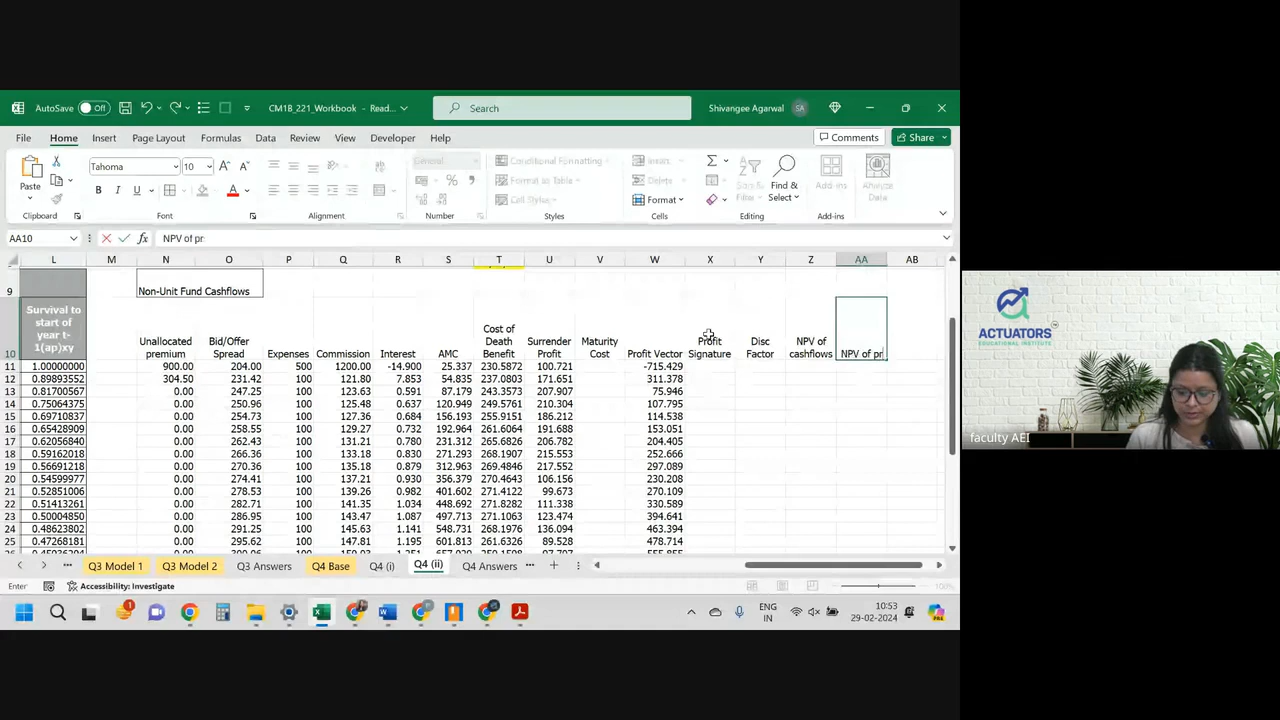 AutoSave Off CM1B_221_Workbook - Read... Search Shivangee Agarwal SA
File Home Insert Page Layout Formulas Data Review View Developer Help Comments Share
Tahoma 10 General Conditional Formatting Insert
Paste B I U Format as Table Delete Sort & Filter Find & Select Add-ins Analyze Data
Cell Styles Format
Clipboard Font Alignment Number Styles Cells Editing Add-ins
AA10 fx NPV of pr
L M N O P Q R S T U V W X Y Z AA AB
9 Non-Unit Fund Cashflows
10 Survival to start of year t-1(ap)xy Unallocated premium Bid/Offer Spread Expenses Commission Interest AMC Cost of Death Benefit Surrender Profit Maturity Cost Profit Vector Profit Signature Disc Factor NPV of cashflows NPV of pr
11 1.00000000 900.00 204.00 500 1200.00 -14.900 25.337 230.5872 100.721 -715.429
12 0.89893552 304.50 231.42 100 121.80 7.853 54.835 237.0803 171.651 311.378
13 0.81700567 0.00 247.25 100 123.63 0.591 87.179 243.3573 207.907 75.946
14 0.75064375 0.00 250.96 100 125.48 0.637 120.949 249.5761 210.304 107.795
15 0.69710837 0.00 254.73 100 127.36 0.684 156.193 255.9151 186.212 114.538
16 0.65428909 0.00 258.55 100 129.27 0.732 192.964 261.6064 191.688 153.051
17 0.62056840 0.00 262.43 100 131.21 0.780 231.312 265.6826 206.782 204.405
18 0.59162018 0.00 266.36 100 133.18 0.830 271.293 268.1907 215.553 252.666
19 0.56691218 0.00 270.36 100 135.18 0.879 312.963 269.4846 217.552 297.089
20 0.54599977 0.00 274.41 100 137.21 0.930 356.379 270.4643 106.156 230.208
21 0.52851006 0.00 278.53 100 139.26 0.982 401.602 271.4122 99.673 270.109
22 0.51413261 0.00 282.71 100 141.35 1.034 448.692 271.8282 111.338 330.589
23 0.50004850 0.00 286.95 100 143.47 1.087 497.713 271.1063 123.474 394.641
24 0.48623802 0.00 291.25 100 145.63 1.141 548.731 268.1976 136.094 463.394
25 0.47268181 0.00 295.62 100 147.81 1.195 601.813 261.6326 89.528 478.714
Q3 Model 1 Q3 Model 2 Q3 Answers Q4 Base Q4 (i) Q4 (ii) Q4 Answers
Enter Accessibility: Investigate 100%
ENG IN 10:53 29-02-2024
ACTUATORS
EDUCATIONAL INSTITUTE
faculty AEI